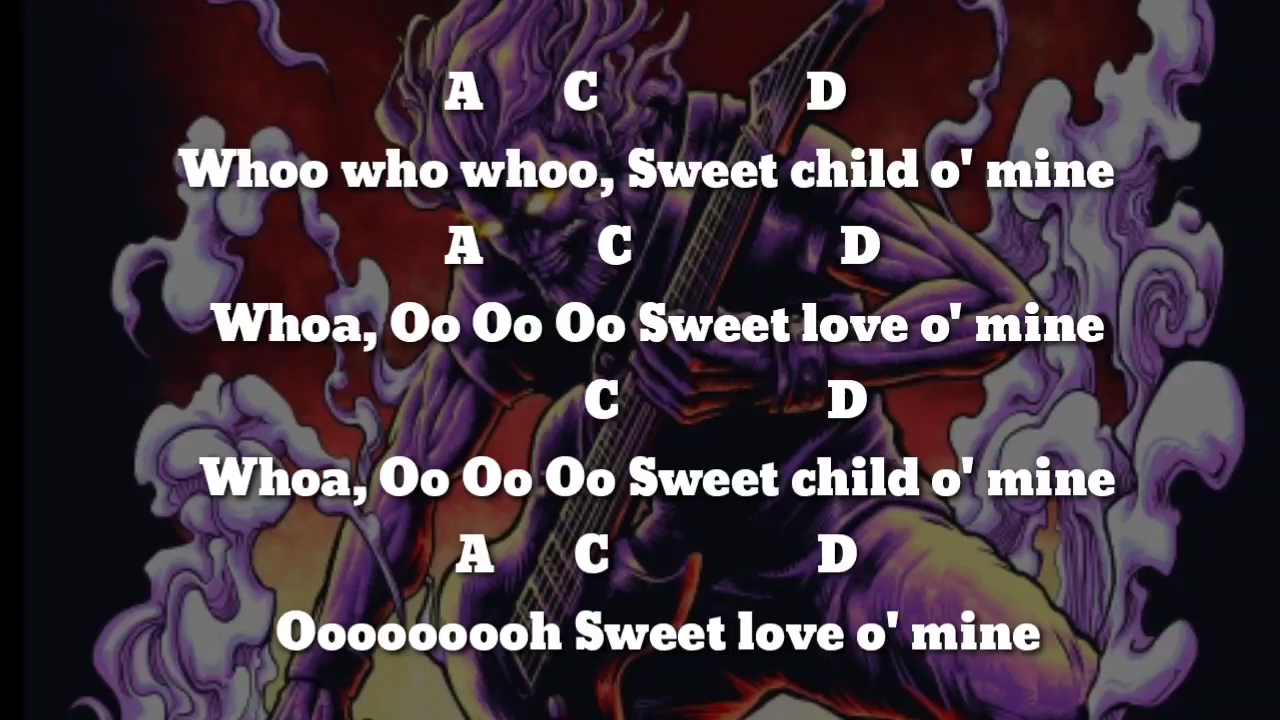 A C D
Whoo who whoo, Sweet child o' mine
A C D
Whoa, Oo Oo Oo Sweet love o' mine
C D
Whoa, Oo Oo Oo Sweet child o' mine
A C D
Ooooooooh Sweet love o' mine